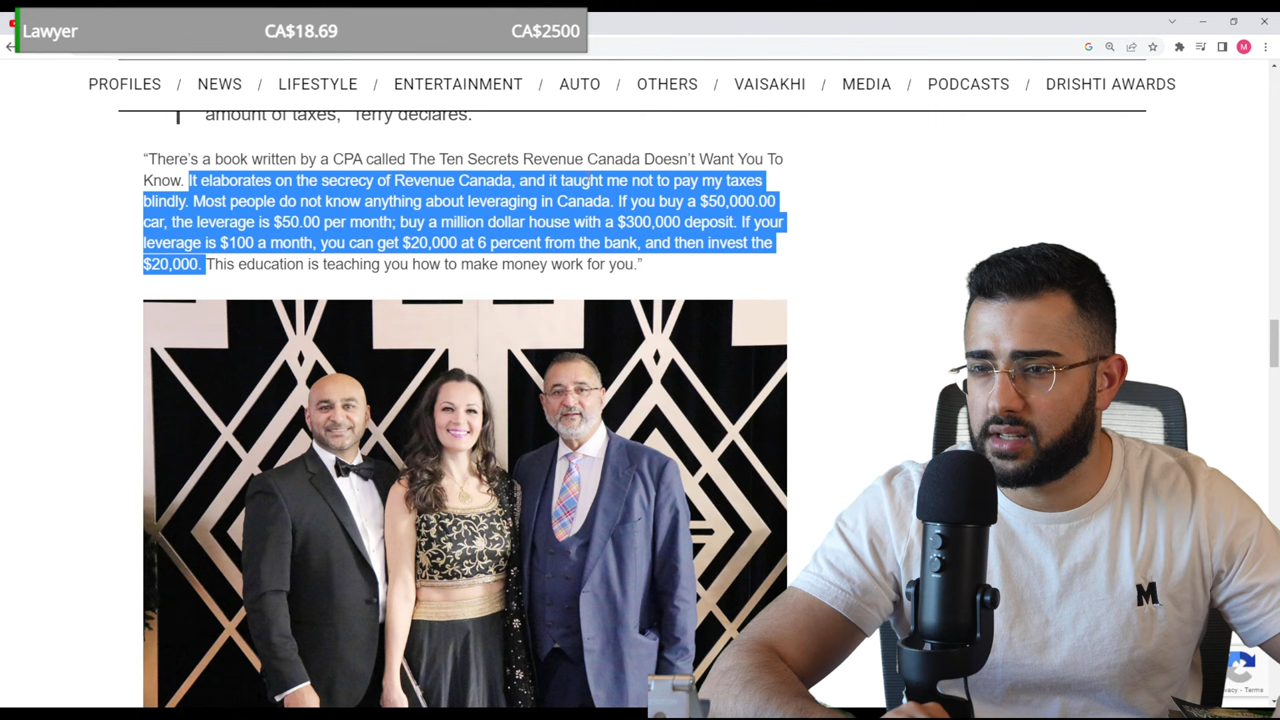 Lawyer CA$18.69 CA$2500
M
PROFILES / NEWS / LIFESTYLE / ENTERTAINMENT / AUTO / OTHERS / VAISAKHI / MEDIA / PODCASTS / DRISHTI AWARDS
amount of taxes," Terry declares.
“There’s a book written by a CPA called The Ten Secrets Revenue Canada Doesn’t Want You To
Know. It elaborates on the secrecy of Revenue Canada, and it taught me not to pay my taxes
blindly. Most people do not know anything about leveraging in Canada. If you buy a $50,000.00
car, the leverage is $50.00 per month; buy a million dollar house with a $300,000 deposit. If your
leverage is $100 a month, you can get $20,000 at 6 percent from the bank, and then invest the
$20,000. This education is teaching you how to make money work for you.”
M
- Terms